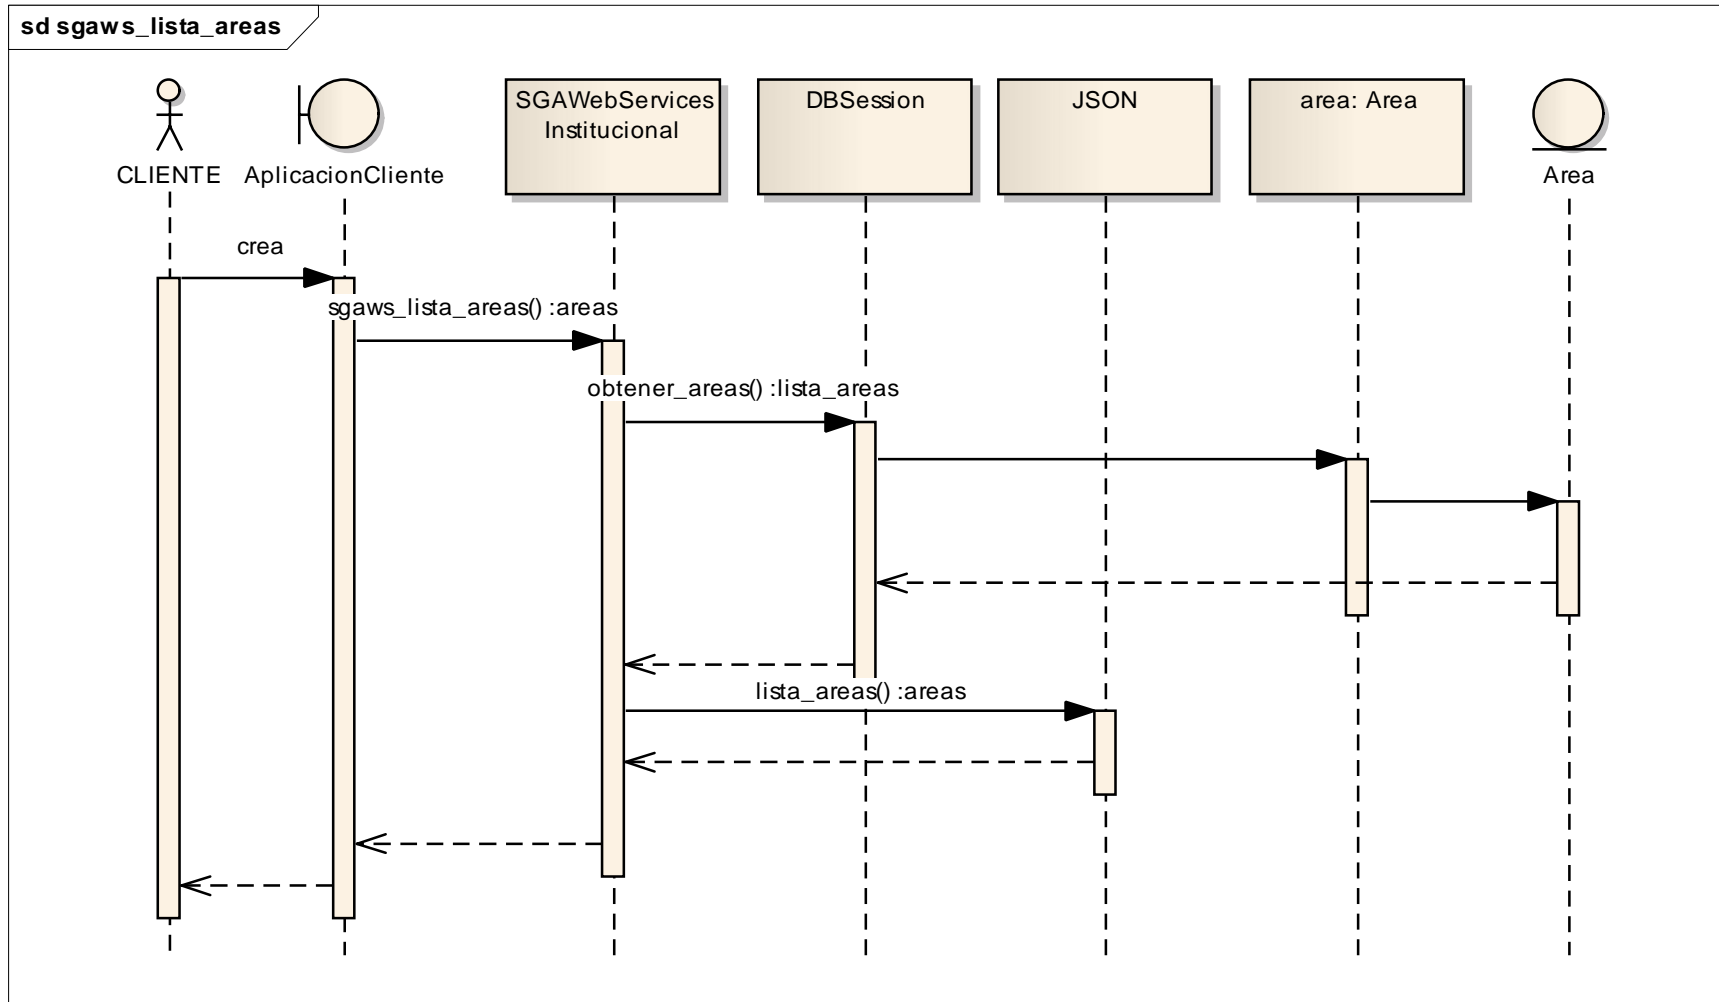 sd sgaws_lista_areas
CLIENTE
AplicacionCliente
SGAWebServices
Institucional
DBSession
JSON
area: Area
Area
crea
sgaws_lista_areas() :areas
obtener_areas() :lista_areas
lista_areas() :areas